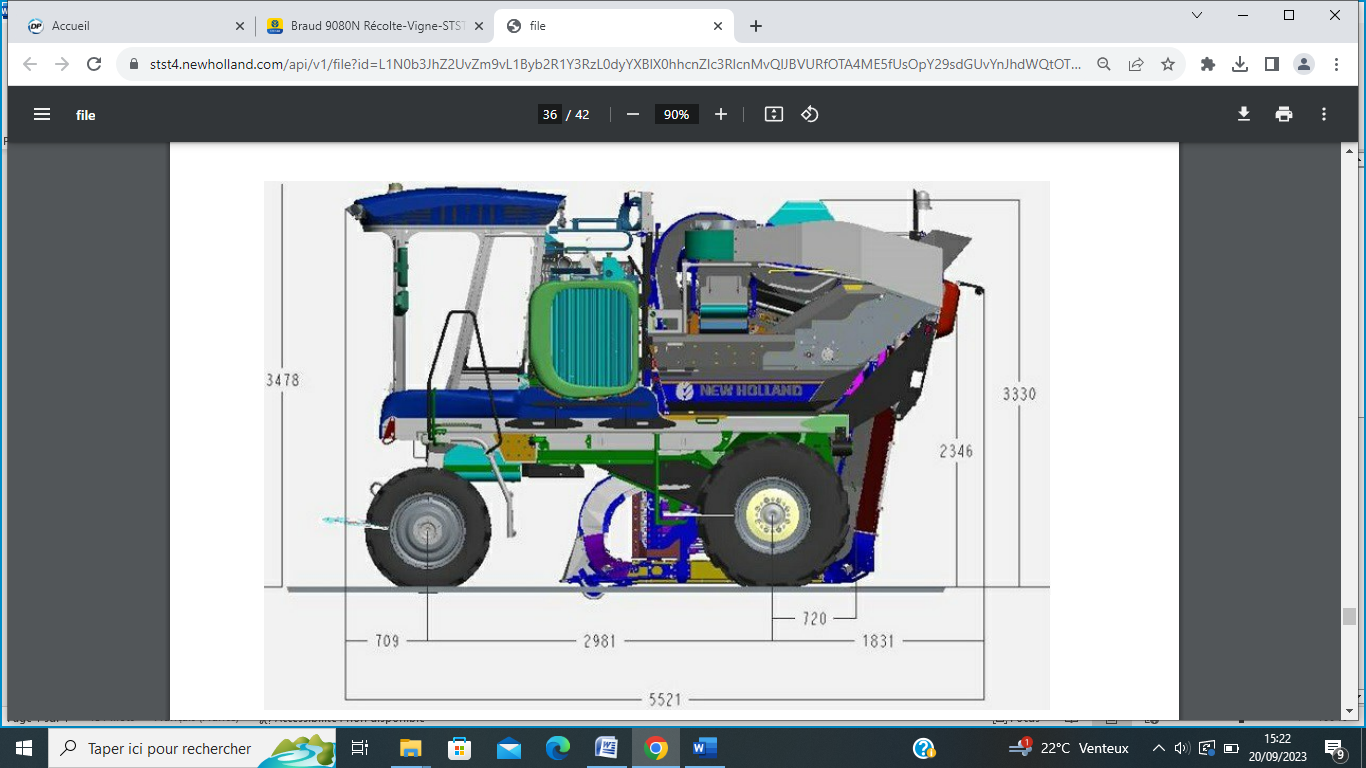 Accueil
Braud 9080N Récolte-Vigne-STST
file
stst4.newholland.com/api/v1/file?id=L1N0b3JhZ2UvZm9vL1Byb2R1Y3RzL0dyYXBlX0hhcnZlc3RlcnMvQlJBVURfOTA4ME5fUsOpY29sdGUvYnJhdWQtOT...
file
36 / 42
90%
3478
NEW HOLLAND
3330
2346
720
709
2981
1831
5521
Taper ici pour rechercher
22°C Venteux
15:22
20/09/2023
9